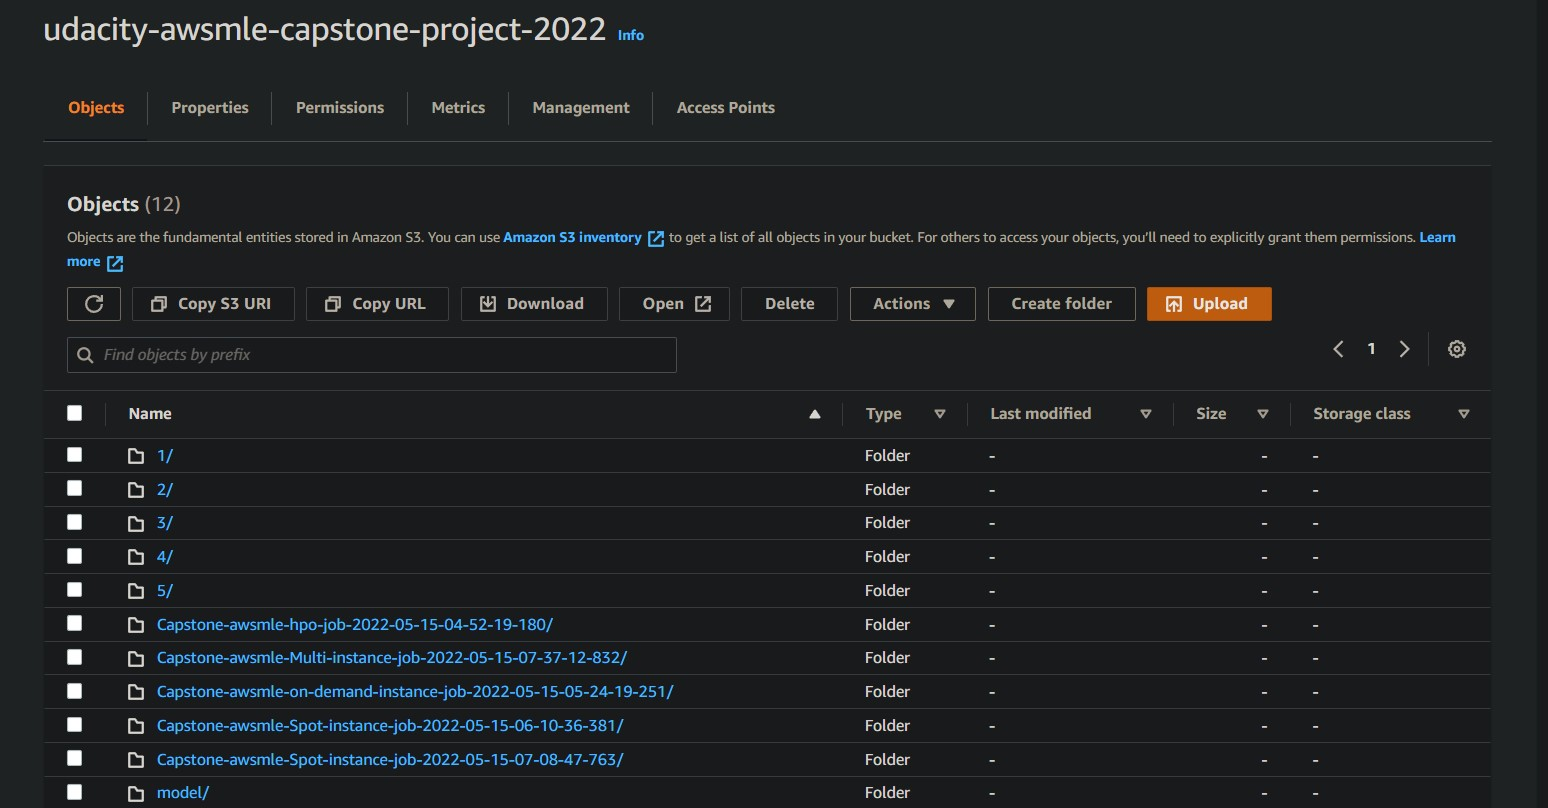 udacity-awsmle-capstone-project-2022 Info
Objects Properties Permissions Metrics Management Access Points
Objects (12)
Objects are the fundamental entities stored in Amazon S3. You can use Amazon S3 inventory to get a list of all objects in your bucket. For others to access your objects, you'll need to explicitly grant them permissions. Learn
more
Copy S3 URI Copy URL Download Open Delete Actions Create folder Upload
Find objects by prefix 1
Name Type Last modified Size Storage class
1/ Folder - - -
2/ Folder - - -
3/ Folder - - -
4/ Folder - - -
5/ Folder - - -
Capstone-awsmle-hpo-job-2022-05-15-04-52-19-180/ Folder - - -
Capstone-awsmle-Multi-instance-job-2022-05-15-07-37-12-832/ Folder - - -
Capstone-awsmle-on-demand-instance-job-2022-05-15-05-24-19-251/ Folder - - -
Capstone-awsmle-Spot-instance-job-2022-05-15-06-10-36-381/ Folder - - -
Capstone-awsmle-Spot-instance-job-2022-05-15-07-08-47-763/ Folder - - -
model/ Folder - - -